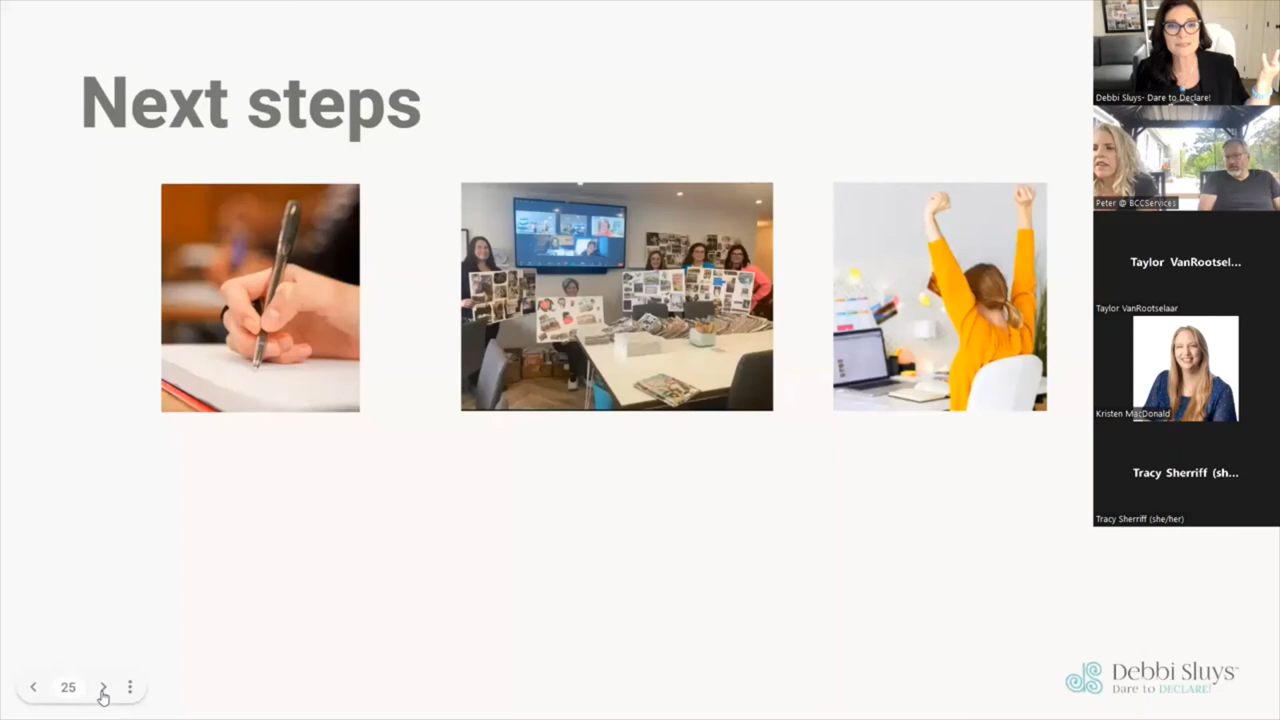 Next steps
Debbi Sluys- Dare to Declare!
Peter @ BCCServices
Taylor VanRootsel...
Taylor VanRootselaar
Kristen MacDonald
Tracy Sherriff (sh...
Tracy Sherriff (she/her)
25
Debbi Sluys™
Dare to DECLARE!